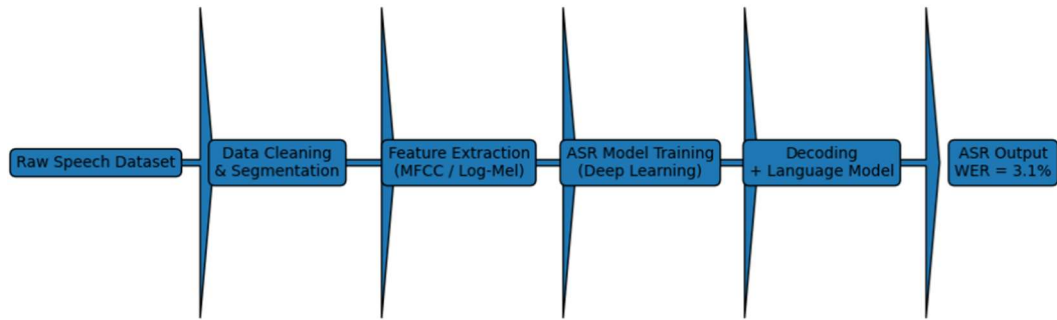 Raw Speech Dataset
Data Cleaning
& Segmentation
Feature Extraction
(MFCC / Log-Mel)
ASR Model Training
(Deep Learning)
Decoding
+ Language Model
ASR Output
WER = 3.1%